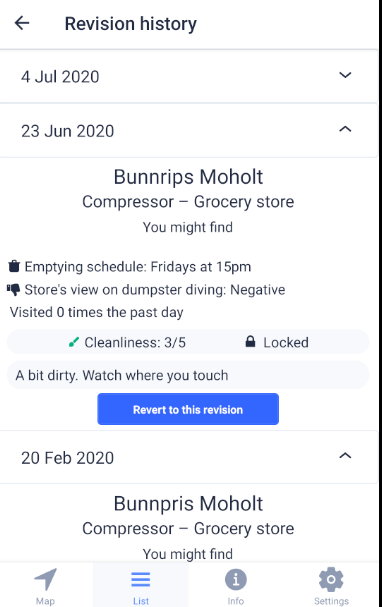 Revision history
4 Jul 2020
23 Jun 2020
Bunnrips Moholt
Compressor – Grocery store
You might find
Emptying schedule: Fridays at 15pm
Store's view on dumpster diving: Negative
Visited 0 times the past day
Cleanliness: 3/5 Locked
A bit dirty. Watch where you touch
Revert to this revision
20 Feb 2020
Bunnpris Moholt
Compressor – Grocery store
You might find
Map List Info Settings